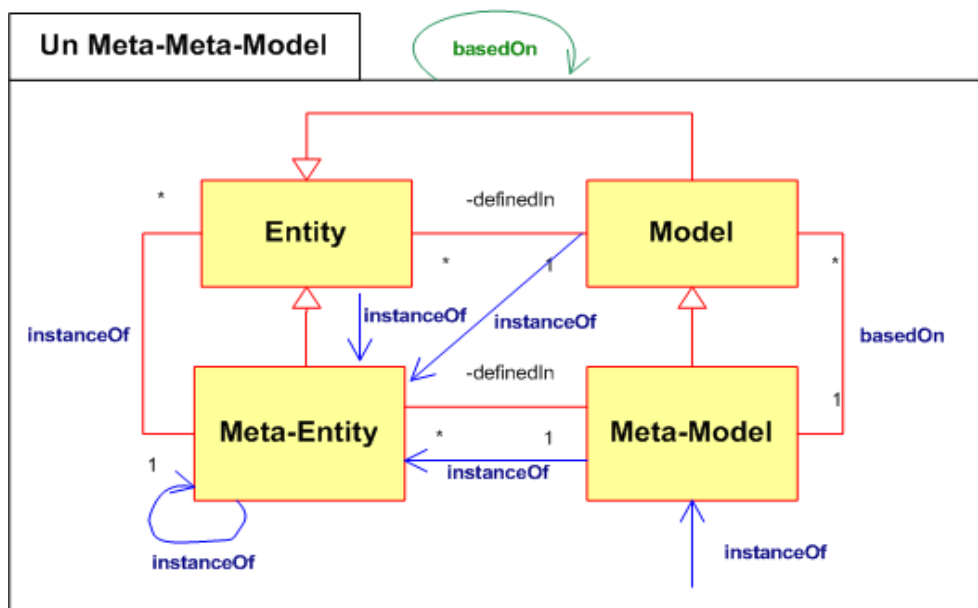 Un Meta-Meta-Model
basedOn
*
-definedIn
Entity
Model
*
1
*
instanceOf
instanceOf
instanceOf
basedOn
-definedIn
Meta-Entity
*
1
Meta-Model
1
1
instanceOf
instanceOf
instanceOf